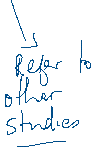 Refer to
other
studies